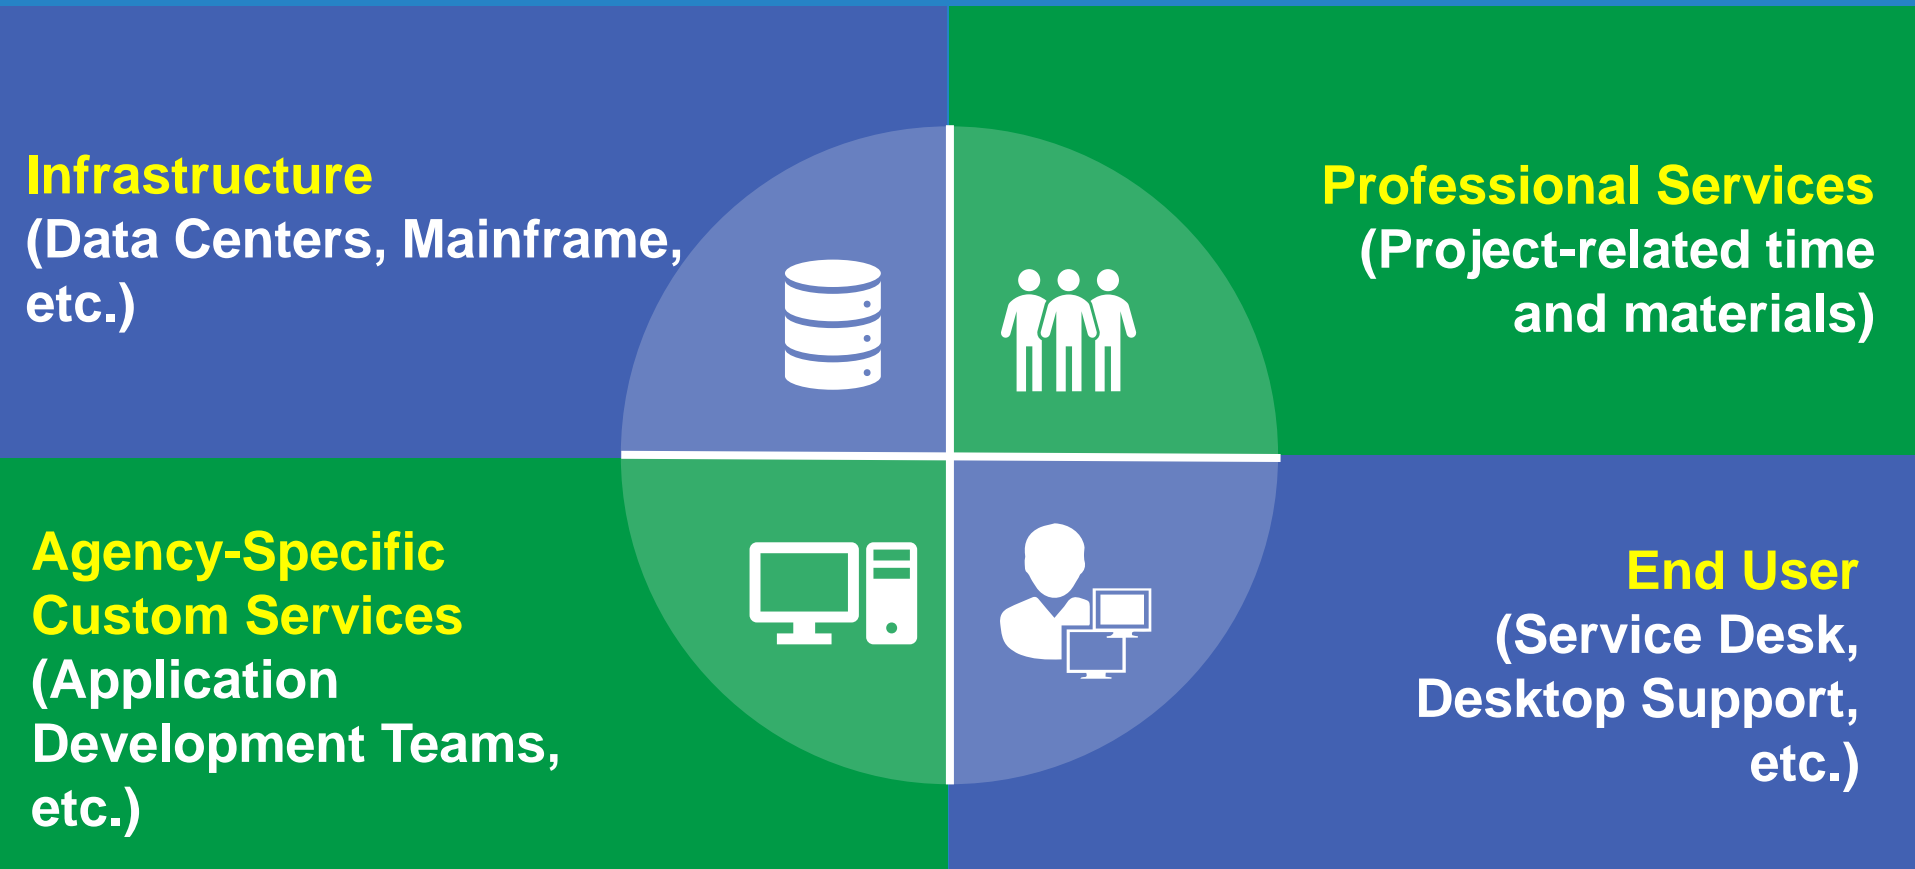 Infrastructure
(Data Centers, Mainframe,
etc.)
Professional Services
(Project-related time
and materials)
Agency-Specific
Custom Services
(Application
Development Teams,
etc.)
End User
(Service Desk,
Desktop Support,
etc.)